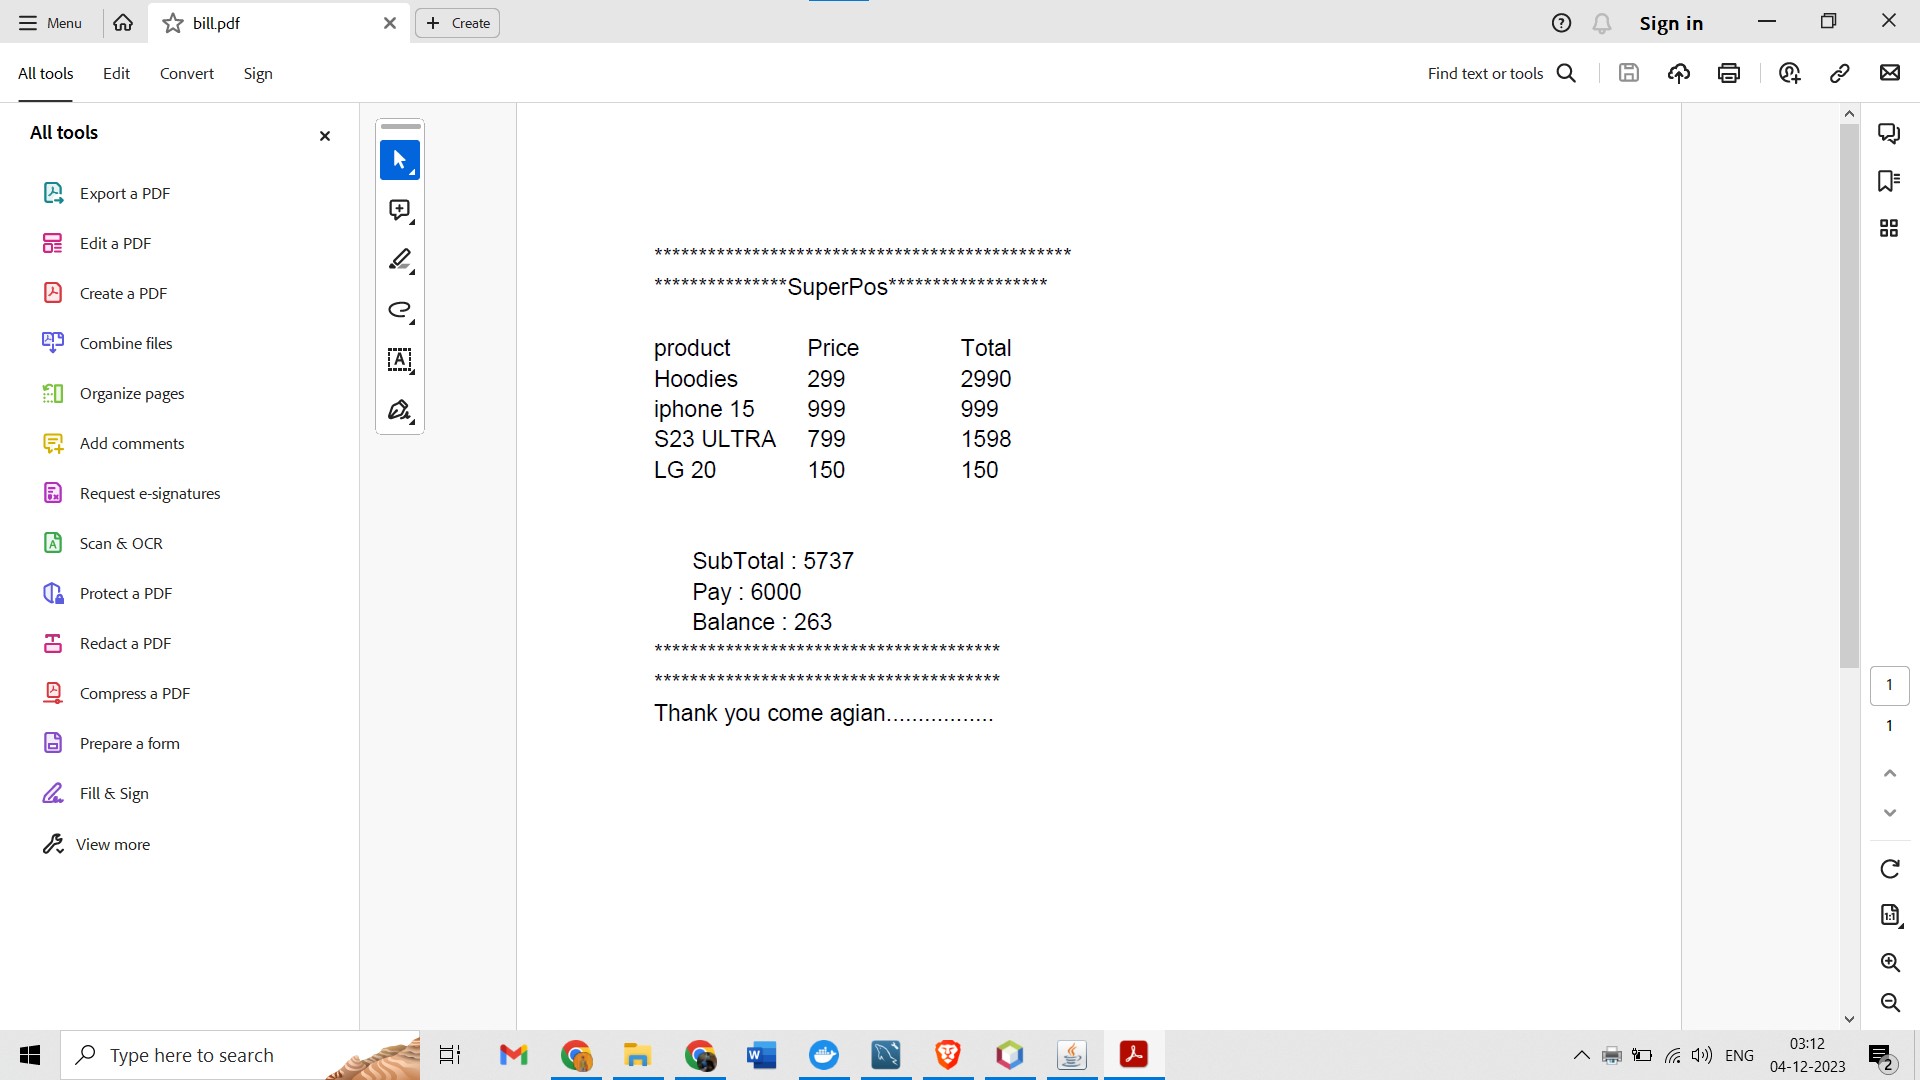 Menu
bill.pdf
Create
Sign in
All tools
Edit
Convert
Sign
Find text or tools
All tools
Export a PDF
Edit a PDF
Create a PDF
Combine files
Organize pages
Add comments
Request e-signatures
Scan & OCR
Protect a PDF
Redact a PDF
Compress a PDF
Prepare a form
Fill & Sign
View more
***********************************************
***************SuperPos******************
product Price Total
Hoodies 299 2990
iphone 15 999 999
S23 ULTRA 799 1598
LG 20 150 150
SubTotal : 5737
Pay : 6000
Balance : 263
***************************************
***************************************
Thank you come agian.................
1
1
Type here to search
ENG
03:12
04-12-2023
2